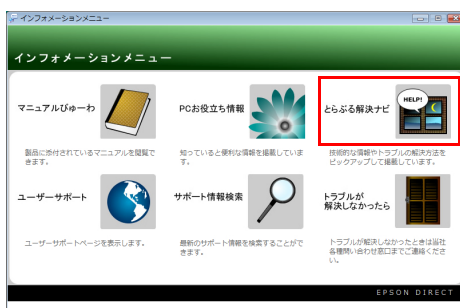 インフォメーションメニュー
インフォメーションメニュー
マニュアルびゅーわ
製品に添付されているマニュアルを閲覧で
きます。
PCお役立ち情報
知っていると便利な情報を掲載していま
す。
とらぶる解決ナビ
HELP!
技術的な情報やトラブルの解決方法を
ピックアップして掲載しています。
ユーザーサポート
ユーザーサポートページを表示します。
サポート情報検索
最新のサポート情報を検索することがで
きます。
トラブルが
解決しなかったら
トラブルが解決しなかったときは当社
各種問い合わせ窓口までご連絡くださ
い。
EPSON DIRECT